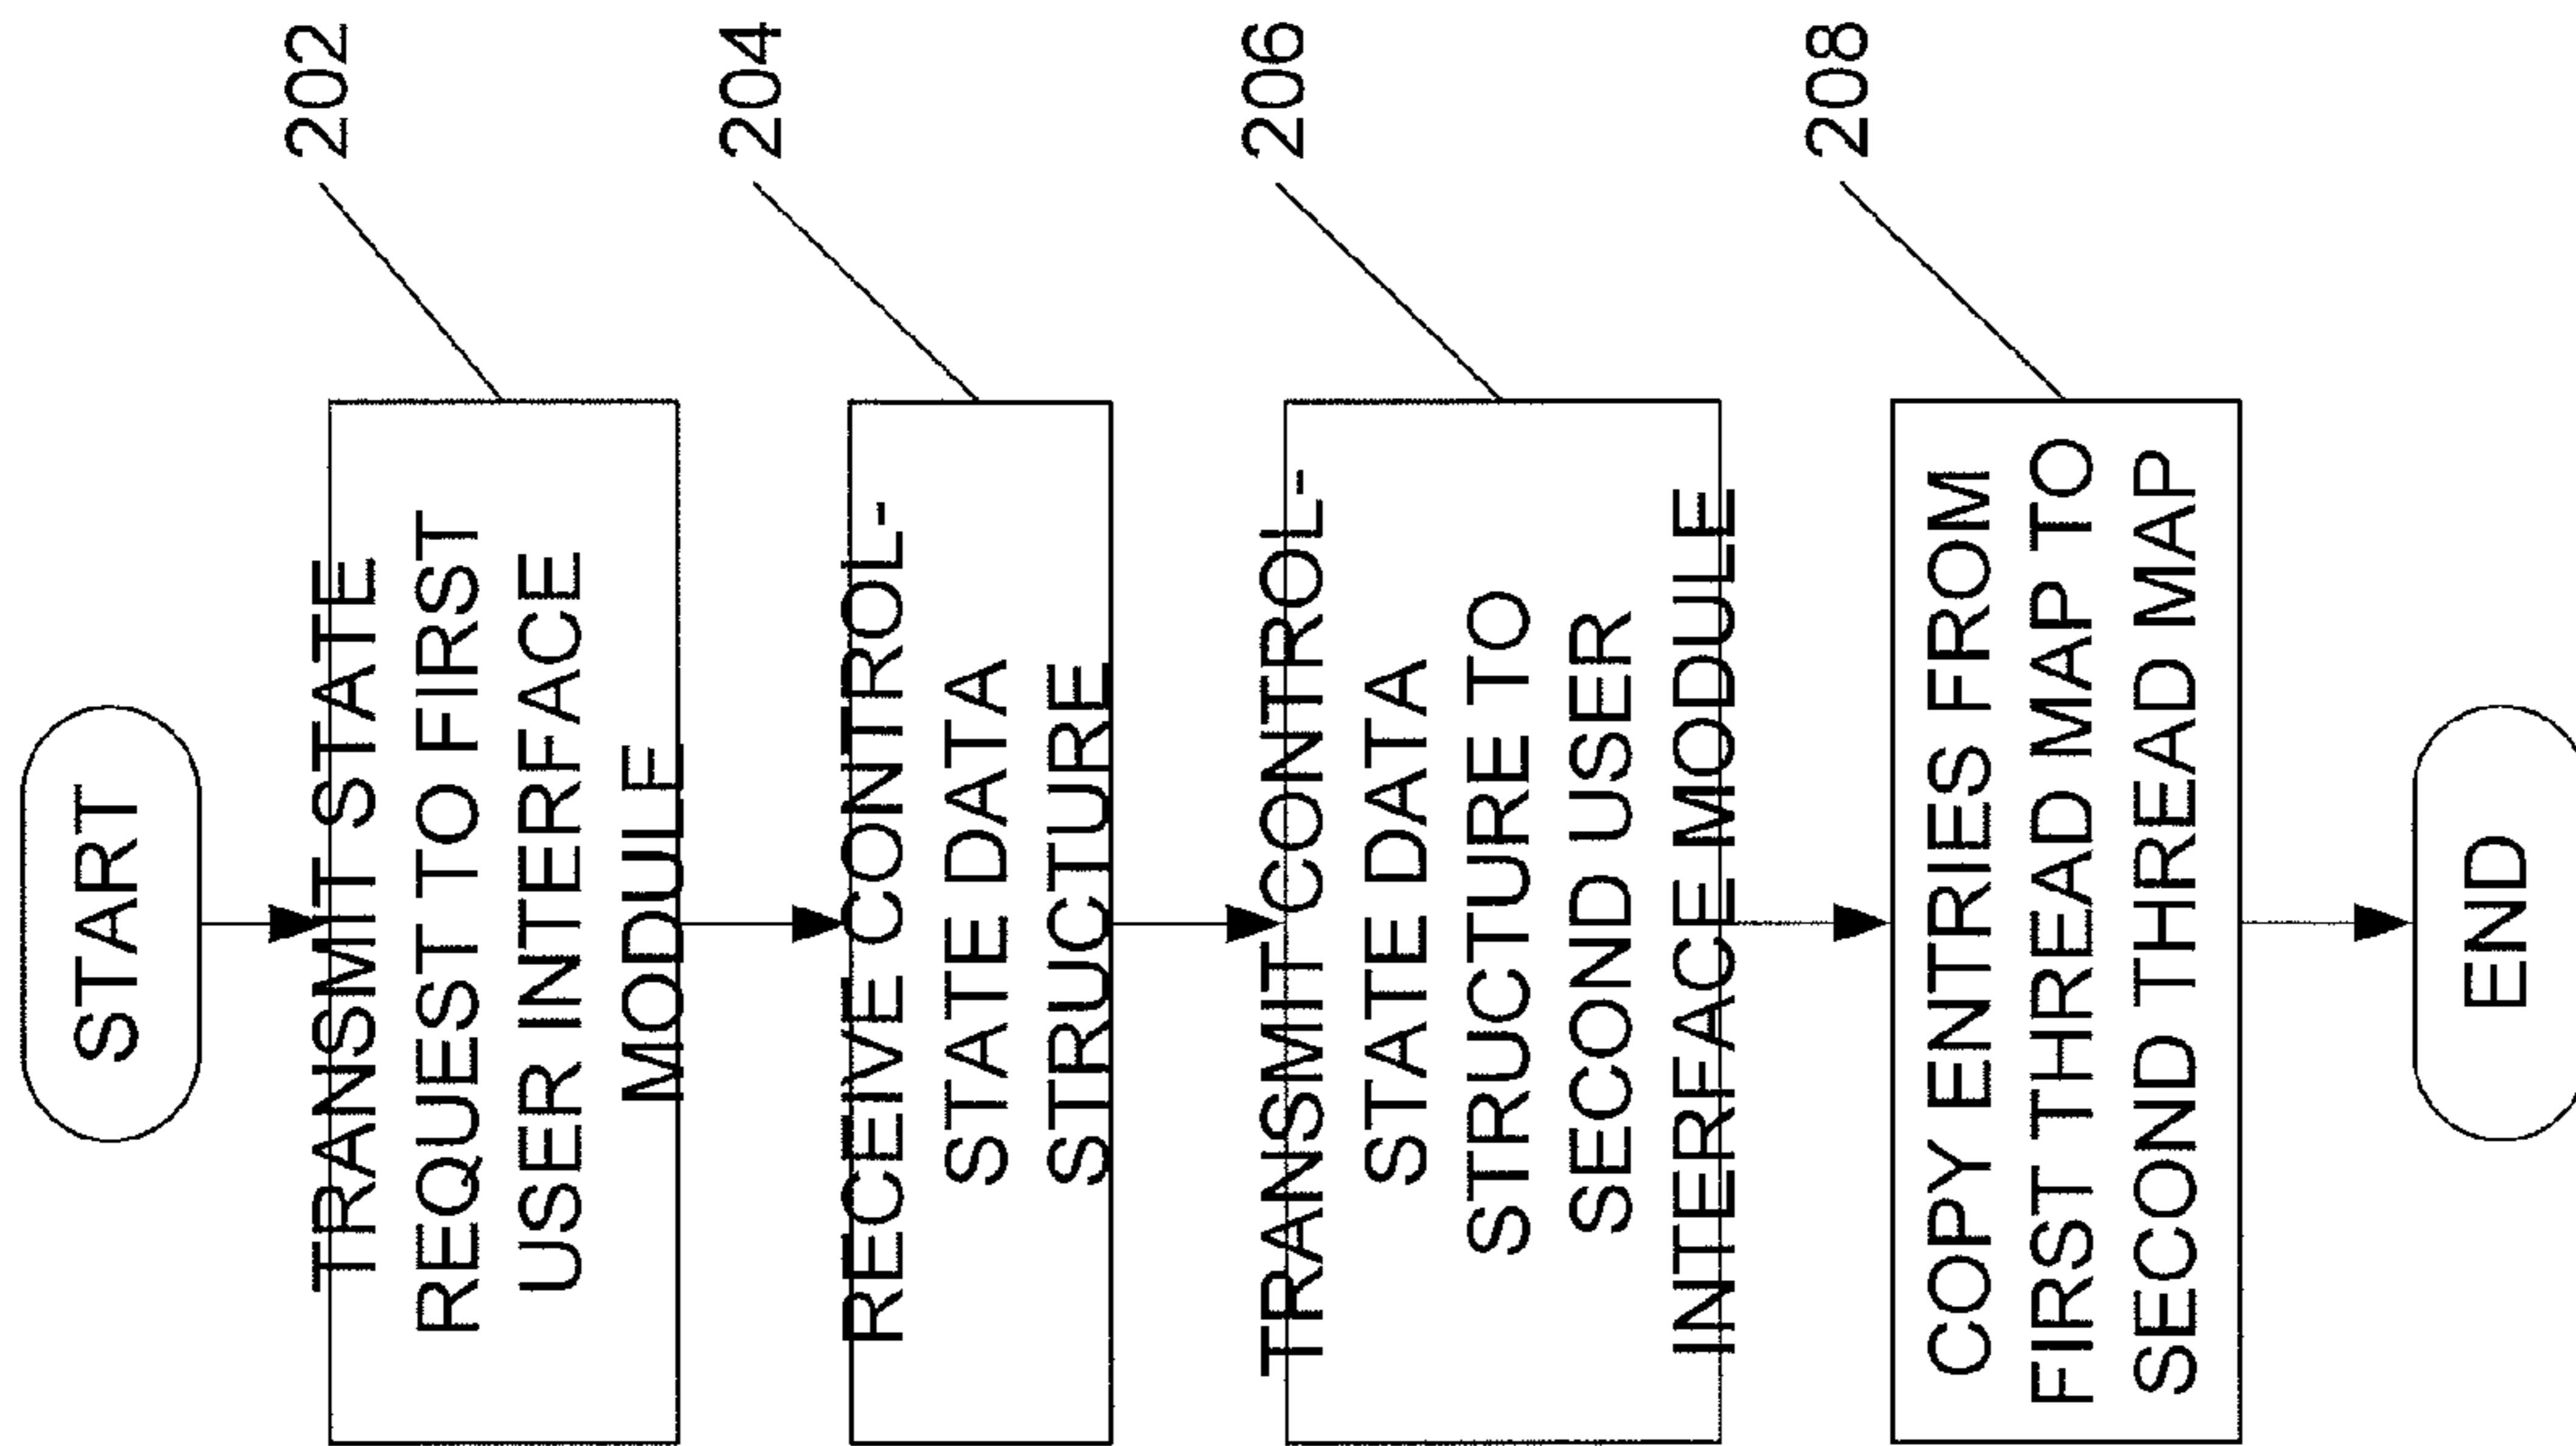 START
202
TRANSMIT STATE
REQUEST TO FIRST
USER INTERFACE
MODULE
204
RECEIVE CONTROL-
STATE DATA
STRUCTURE
206
TRANSMIT CONTROL-
STATE DATA
STRUCTURE TO
SECOND USER
INTERFACE MODULE
208
COPY ENTRIES FROM
FIRST THREAD MAP TO
SECOND THREAD MAP
END